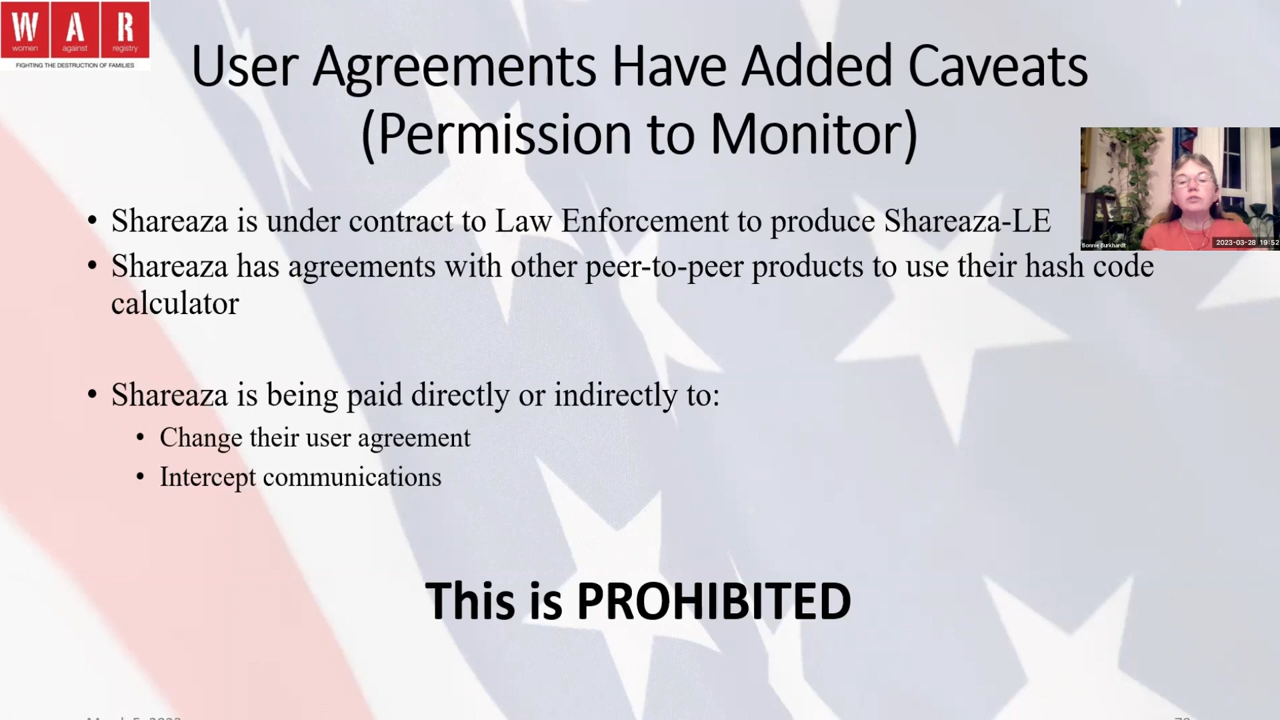 WAR
women against registry
FIGHTING THE DESTRUCTION OF FAMILIES
User Agreements Have Added Caveats
(Permission to Monitor)
• Shareaza is under contract to Law Enforcement to produce Shareaza-LE
• Shareaza has agreements with other peer-to-peer products to use their hash code
calculator
• Shareaza is being paid directly or indirectly to:
• Change their user agreement
• Intercept communications
This is PROHIBITED
Bonnie Burkhardt
2023-03-28 19:52